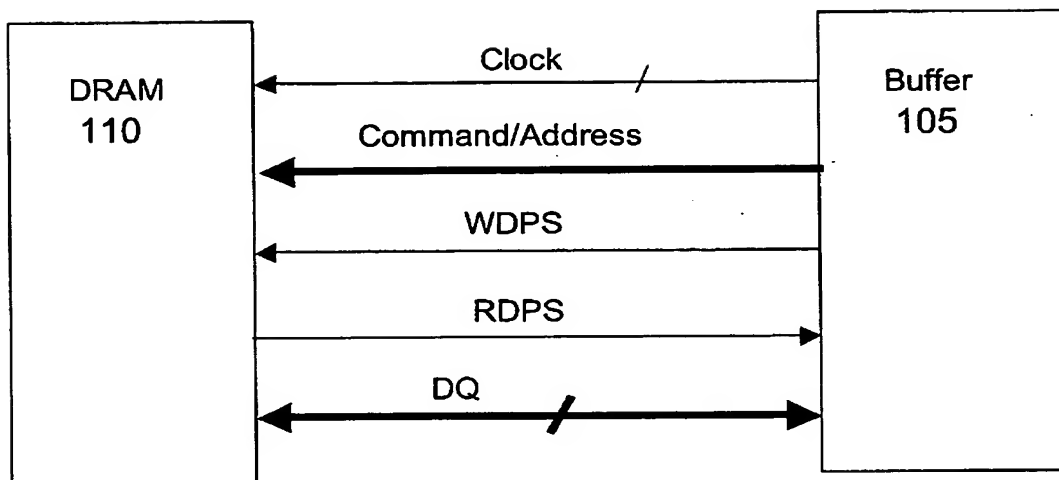 DRAM
110
Clock
Command/Address
WDPS
RDPS
DQ
Buffer
105